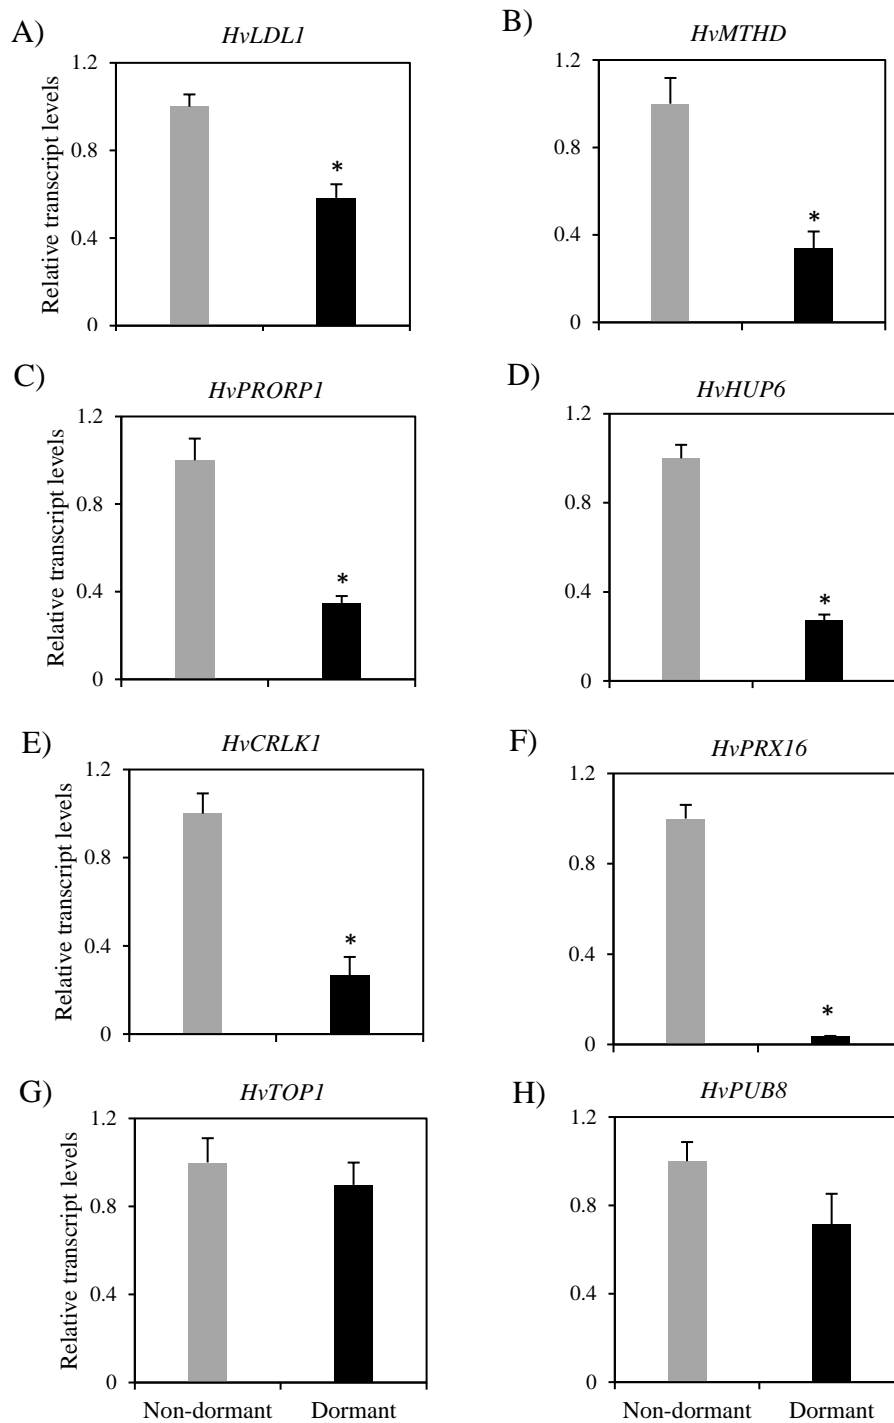 A)
HvLDL1
Relative transcript levels
1.2
0.8
0.4
0
*
B)
HvMTHD
1.2
0.8
0.4
0
*
C)
HvPRORP1
Relative transcript levels
1.2
0.8
0.4
0
*
D)
HvHUP6
1.2
0.8
0.4
0
*
E)
HvCRLK1
Relative transcript levels
1.2
0.8
0.4
0
*
F)
HvPRX16
1.2
0.8
0.4
0
*
G)
HvTOP1
Relative transcript levels
1.2
0.8
0.4
0
Non-dormant Dormant
H)
HvPUB8
1.2
0.8
0.4
0
Non-dormant Dormant